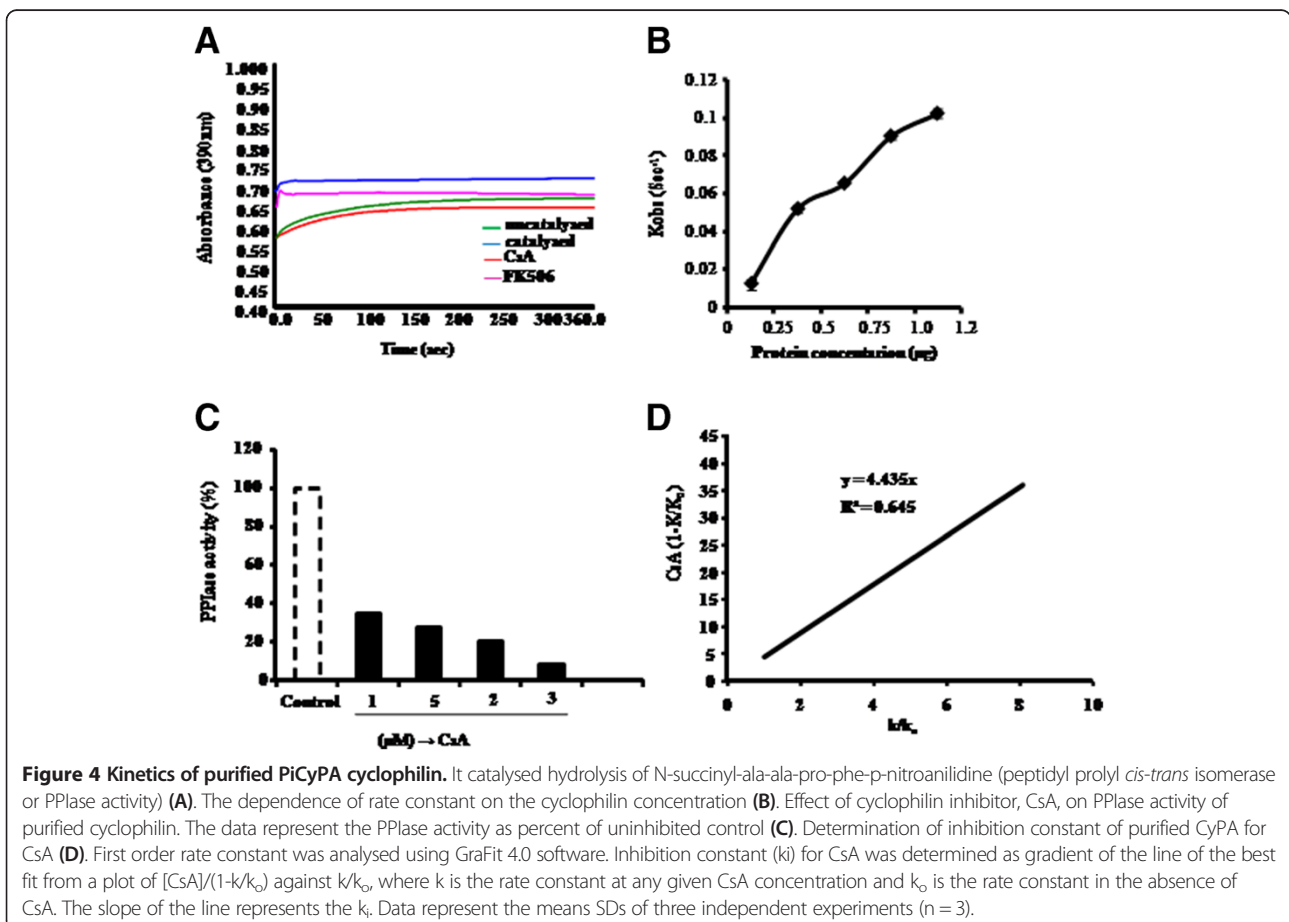 A
1.000
0.95
0.90
0.85
0.80
0.75
0.70
0.65
0.60
0.55
0.50
0.45
0.40
Absorbance (390nm)
uncatalysed
catalysed
CsA
FK506
0.0 50 100 150 200 250 300 360.0
Time (sec)
B
0.12
0.1
0.08
0.06
0.04
0.02
0
Kobs (Sec⁻¹)
0 0.25 0.5 0.75 1.0 1.2
Protein concentarion (µg)
C
120
100
80
60
40
20
0
PPIase activity (%)
Control 1 5 2 3
(µM) → CsA
D
45
40
35
30
25
20
15
10
5
0
CsA (1-K/K₀)
y=4.435x
R²=0.645
0 2 4 6 8 10
k/k₀
Figure 4 Kinetics of purified PiCyPA cyclophilin. It catalysed hydrolysis of N-succinyl-ala-ala-pro-phe-p-nitroanilidine (peptidyl prolyl cis-trans isomerase
or PPIase activity) (A). The dependence of rate constant on the cyclophilin concentration (B). Effect of cyclophilin inhibitor, CsA, on PPIase activity of
purified cyclophilin. The data represent the PPIase activity as percent of uninhibited control (C). Determination of inhibition constant of purified CyPA for
CsA (D). First order rate constant was analysed using GraFit 4.0 software. Inhibition constant (ki) for CsA was determined as gradient of the line of the best
fit from a plot of [CsA]/(1-k/kₒ) against k/kₒ, where k is the rate constant at any given CsA concentration and kₒ is the rate constant in the absence of
CsA. The slope of the line represents the kᵢ. Data represent the means SDs of three independent experiments (n = 3).